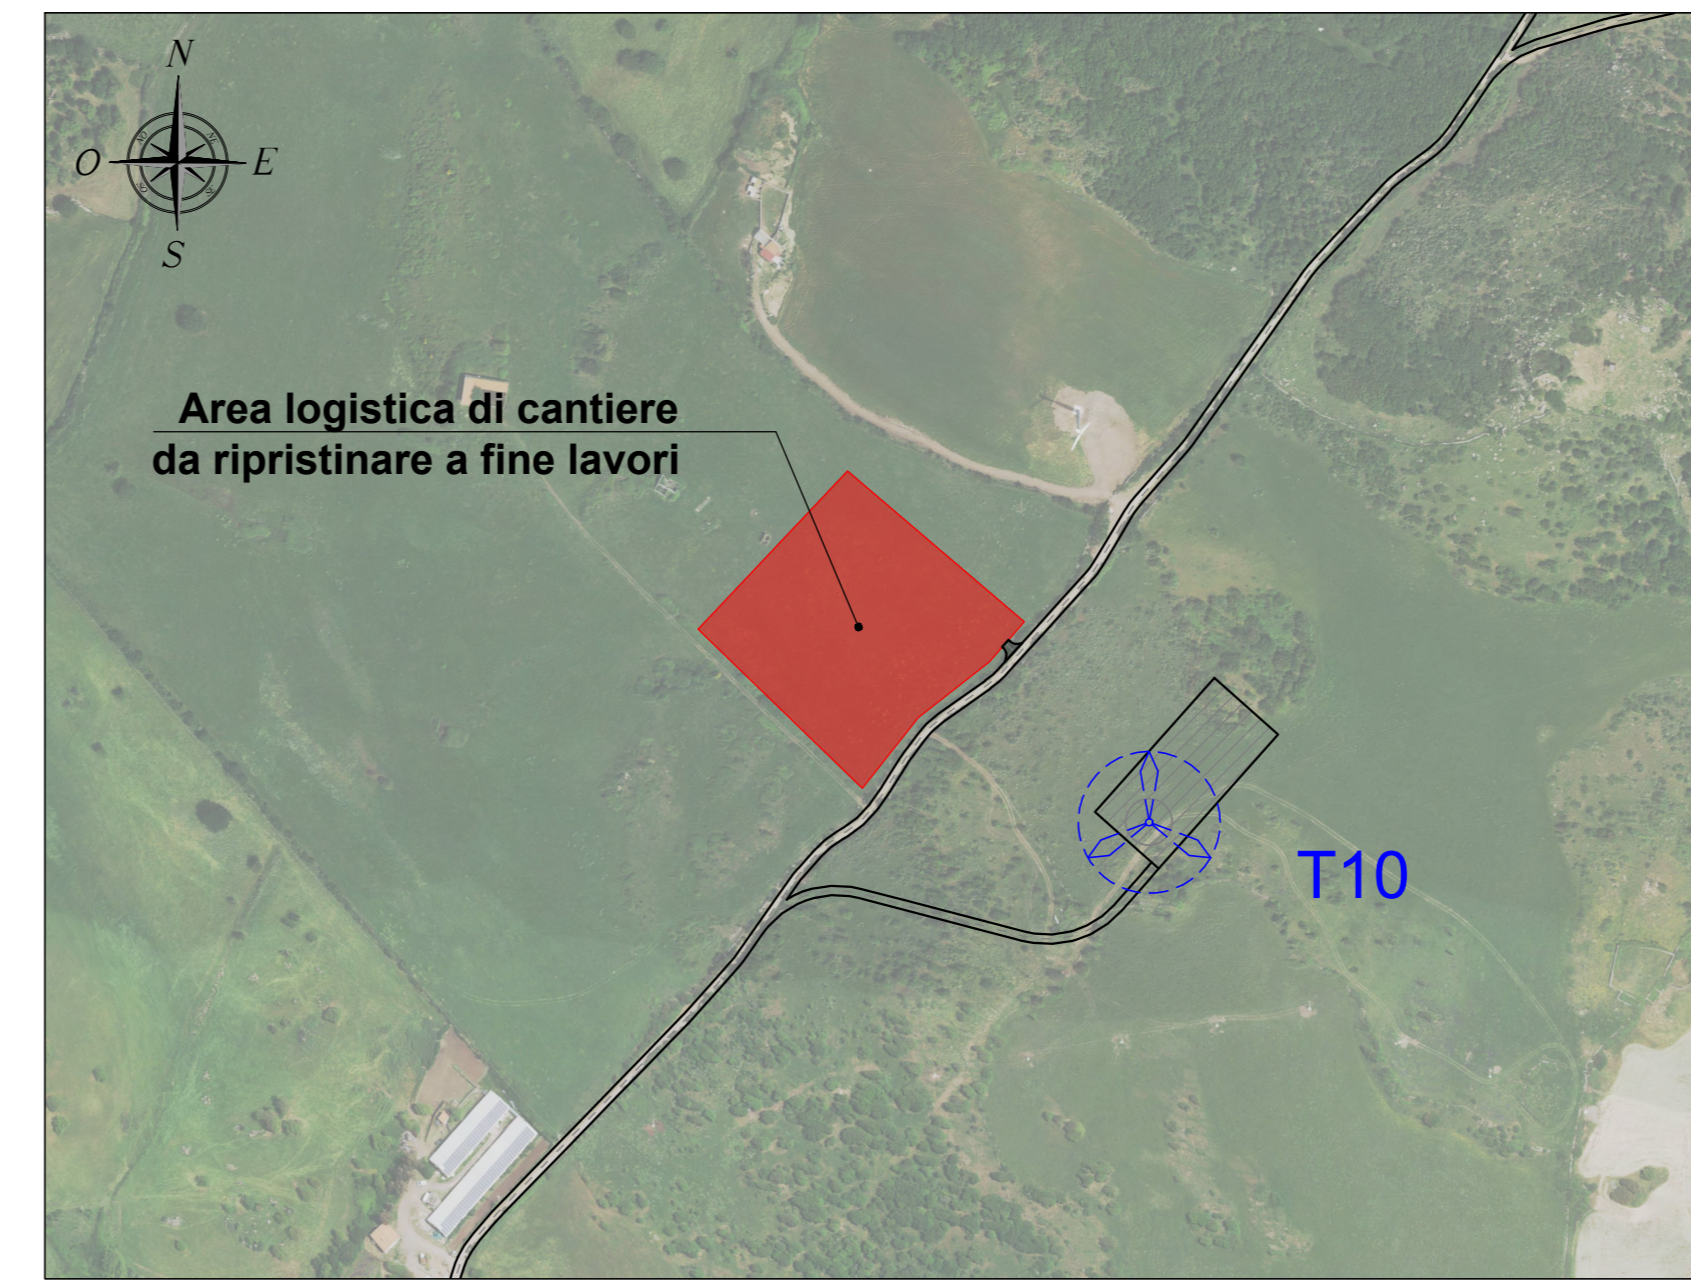 N
O
E
S
Area logistica di cantiere
da ripristinare a fine lavori
T10